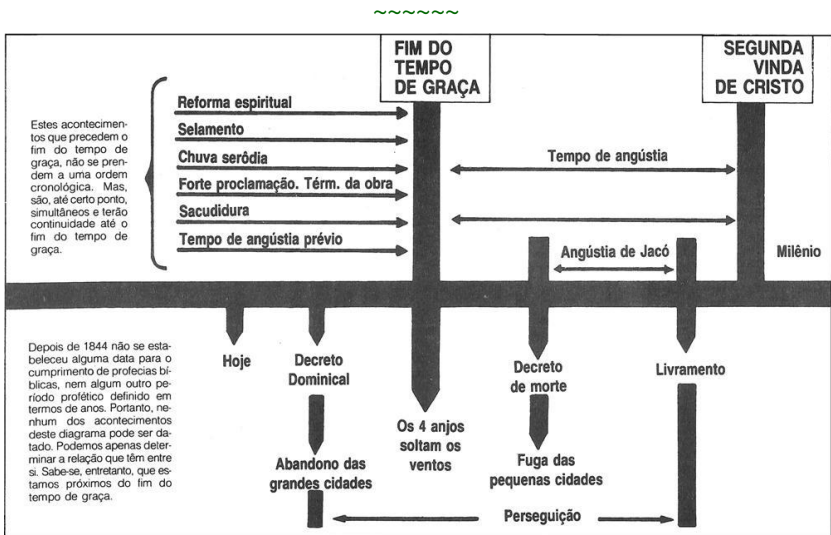 ~~~~~~
FIM DO
TEMPO
DE GRAÇA
SEGUNDA
VINDA
DE CRISTO
Estes acontecimen-
tos que precedem o
fim do tempo de
graça, não se pren-
dem a uma ordem
cronológica. Mas,
são, até certo ponto,
simultâneos e terão
continuidade até o
fim do tempo de
graça.
Reforma espiritual
Selamento
Chuva serôdia
Forte proclamação. Térm. da obra
Sacudidura
Tempo de angústia prévio
Tempo de angústia
Angústia de Jacó
Milênio
Depois de 1844 não se esta-
beleceu alguma data para o
cumprimento de profecias bí-
blicas, nem algum outro pe-
ríodo profético definido em
termos de anos. Portanto, ne-
nhum dos acontecimentos
deste diagrama pode ser da-
tado. Podemos apenas deter-
minar a relação que têm entre
si. Sabe-se, entretanto, que es-
tamos próximos do fim do
tempo de graça.
Hoje
Decreto
Dominical
Abandono das
grandes cidades
Os 4 anjos
soltam os
ventos
Decreto
de morte
Fuga das
pequenas cidades
Livramento
Perseguição